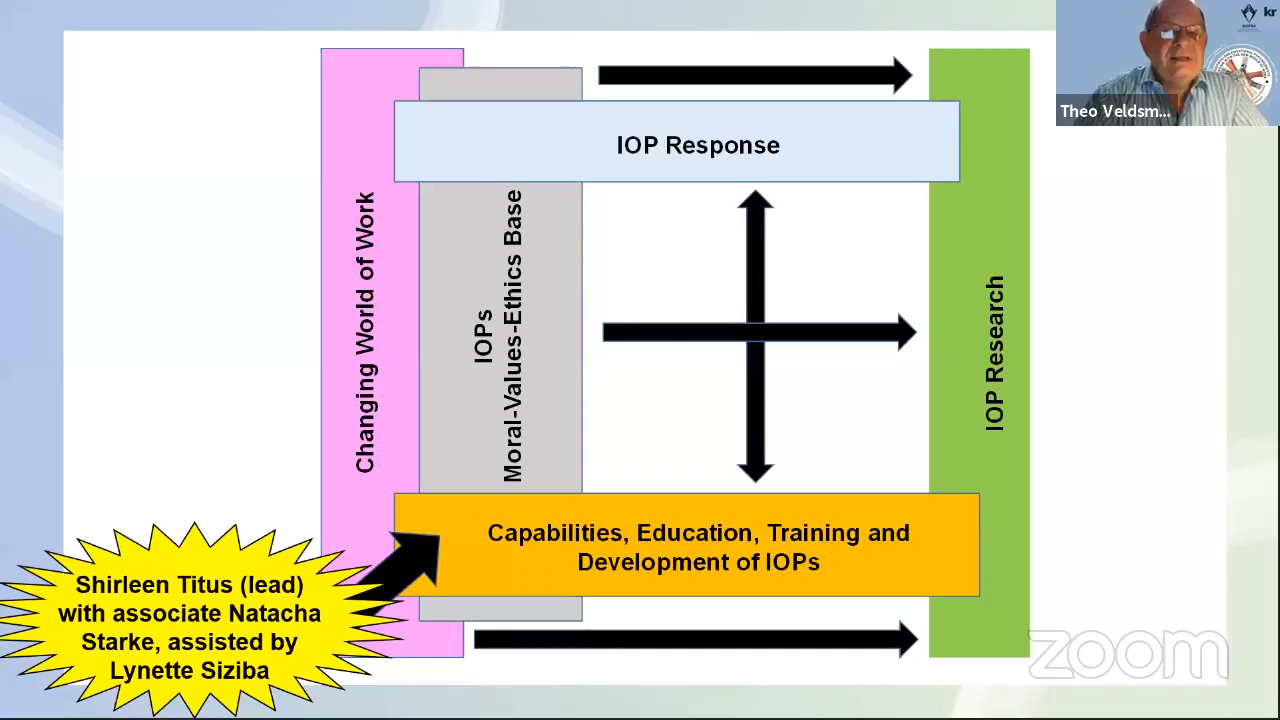 kr
Theo Veldsm...
IOP Response
Changing World of Work
IOPs
Moral-Values-Ethics Base
IOP Research
Capabilities, Education, Training and
Development of IOPs
Shirleen Titus (lead)
with associate Natacha
Starke, assisted by
Lynette Siziba
zoom